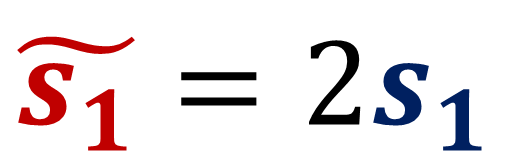 s̃₁ = 2s₁